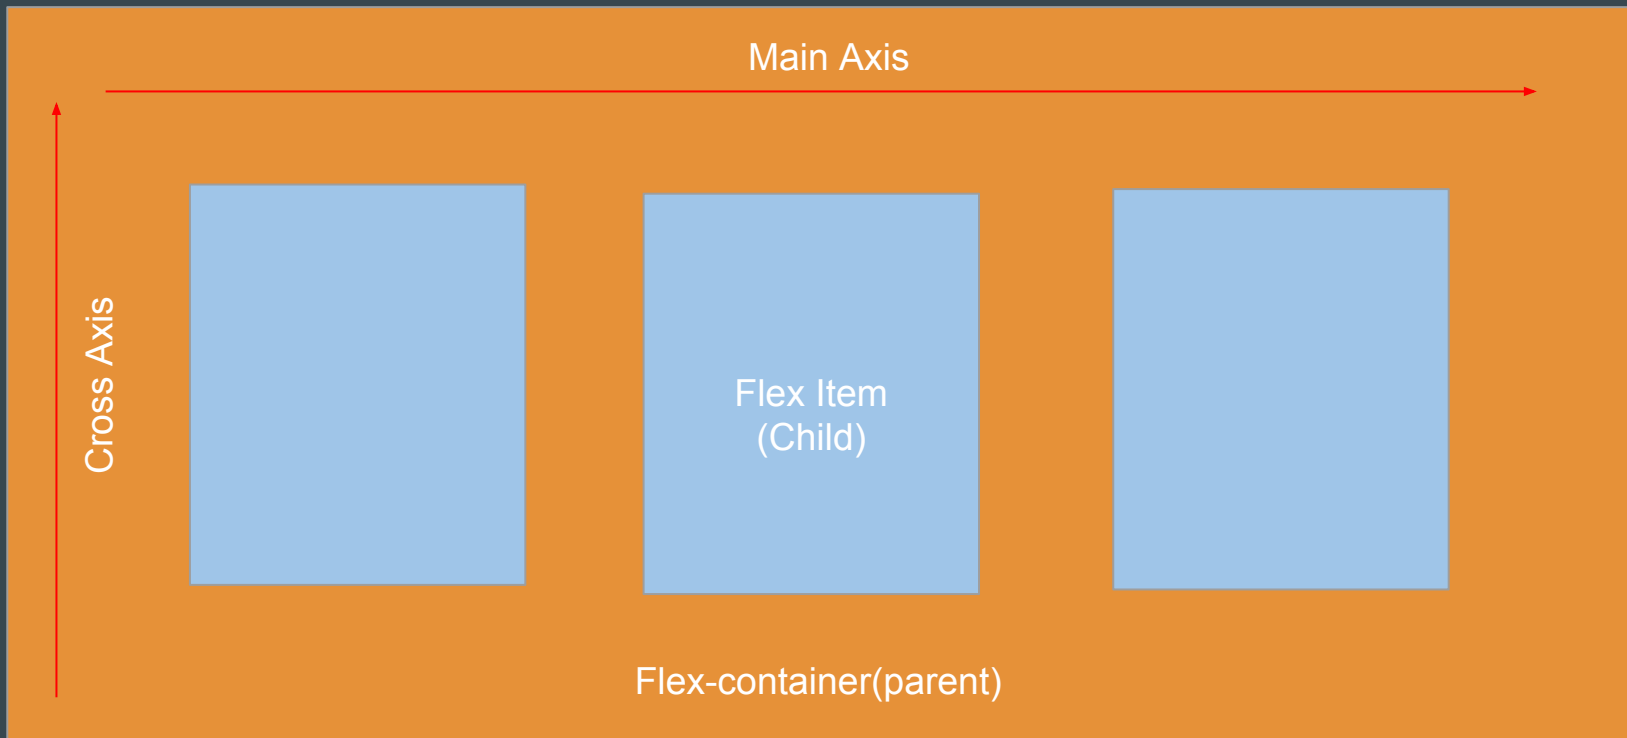 Main Axis
Cross Axis
Flex Item
(Child)
Flex-container(parent)